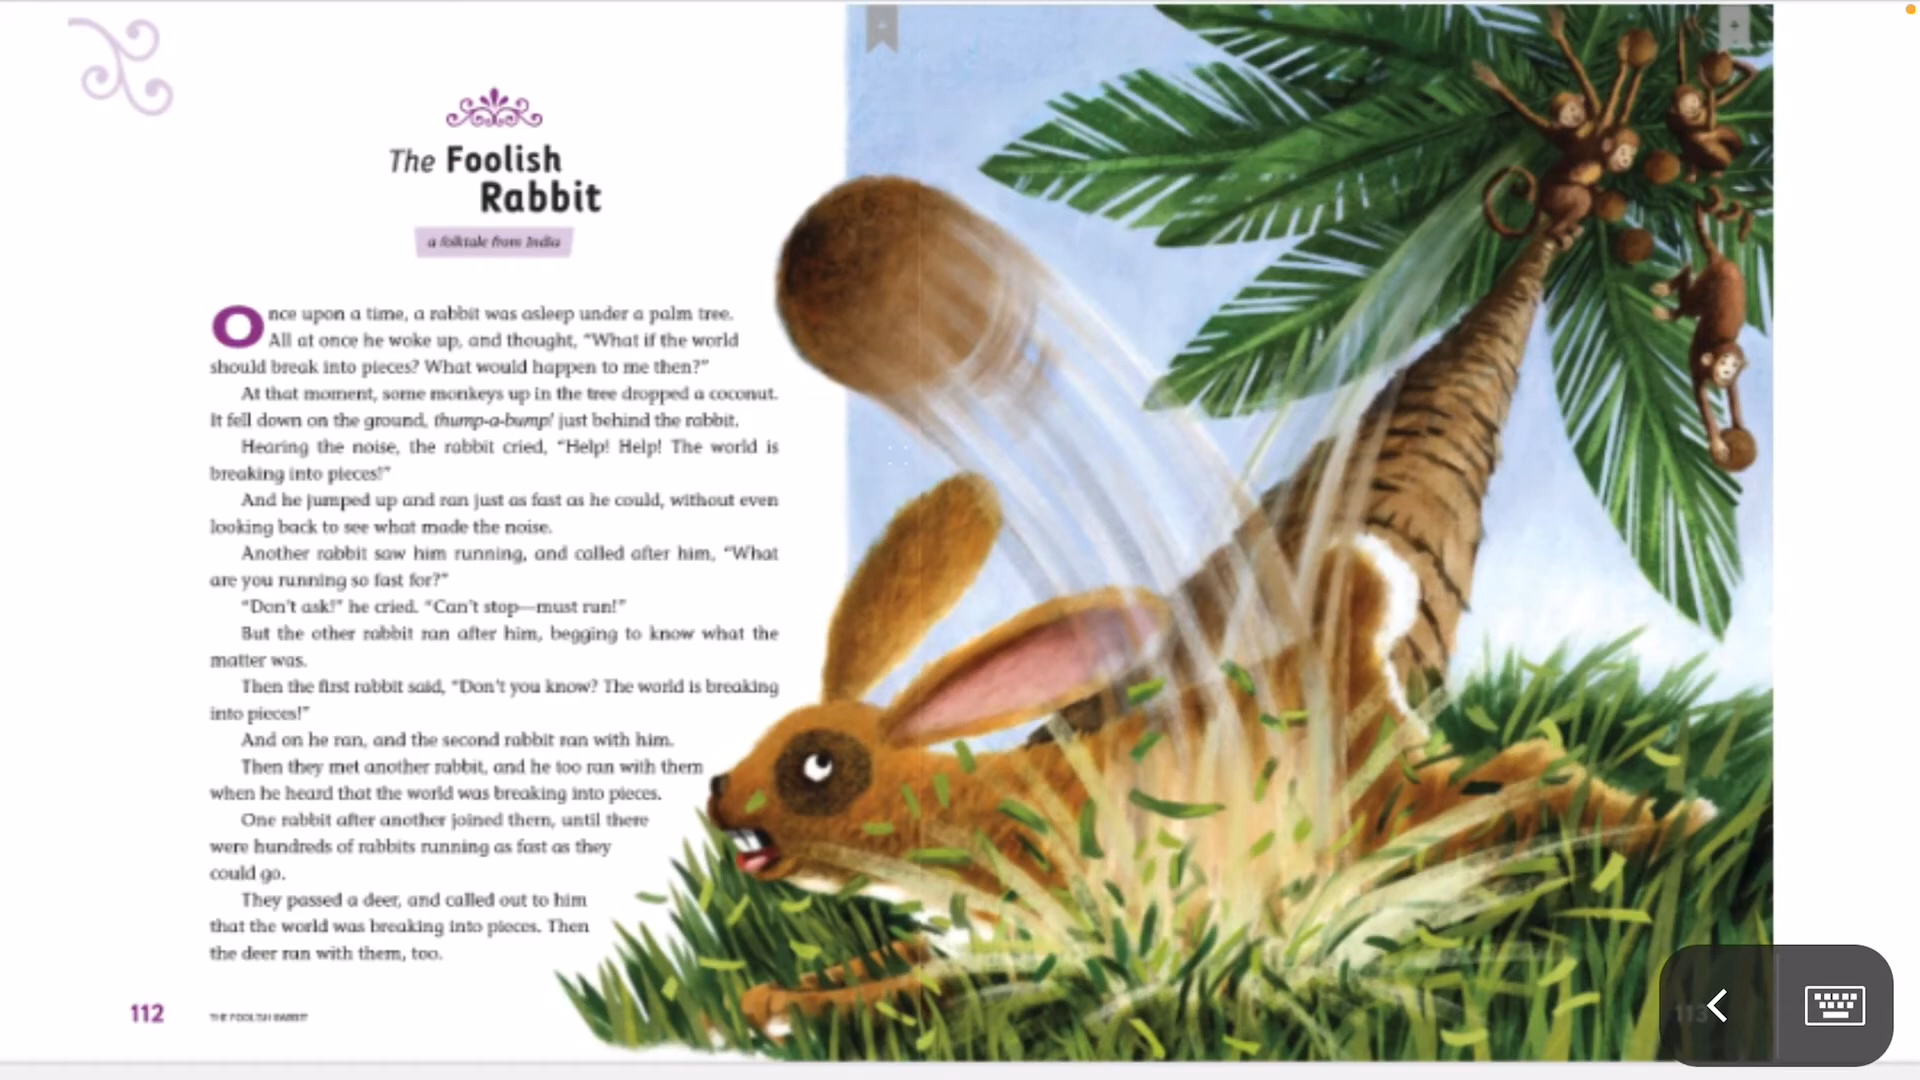 The Foolish
Rabbit
a folktale from India
Once upon a time, a rabbit was asleep under a palm tree.
All at once he woke up, and thought, “What if the world
should break into pieces? What would happen to me then?”
At that moment, some monkeys up in the tree dropped a coconut.
It fell down on the ground, thump-a-bump! just behind the rabbit.
Hearing the noise, the rabbit cried, “Help! Help! The world is
breaking into pieces!”
And he jumped up and ran just as fast as he could, without even
looking back to see what made the noise.
Another rabbit saw him running, and called after him, “What
are you running so fast for?”
“Don't ask!” he cried. “Can't stop—must run!”
But the other rabbit ran after him, begging to know what the
matter was.
Then the first rabbit said, “Don't you know? The world is breaking
into pieces!”
And on he ran, and the second rabbit ran with him.
Then they met another rabbit, and he too ran with them
when he heard that the world was breaking into pieces.
One rabbit after another joined them, until there
were hundreds of rabbits running as fast as they
could go.
They passed a deer, and called out to him
that the world was breaking into pieces. Then
the deer ran with them, too.
112
THE FOOLISH RABBIT
113